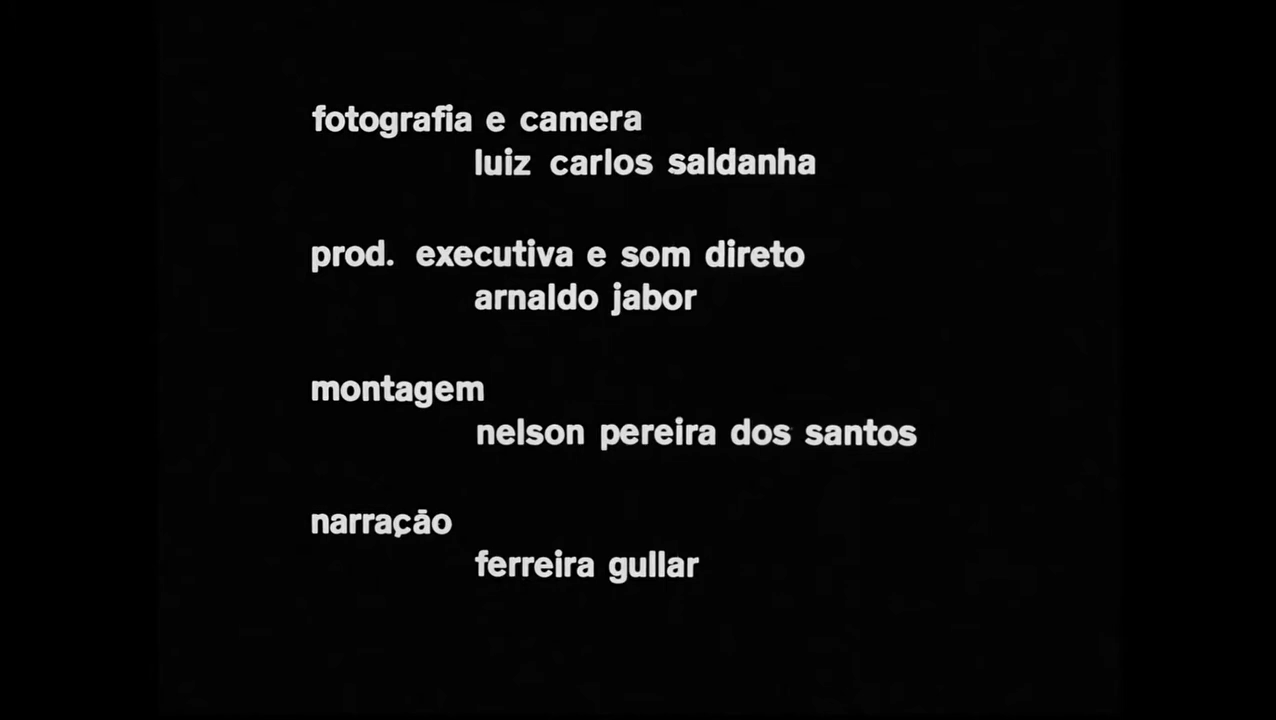 fotografia e camera
luiz carlos saldanha
prod. executiva e som direto
arnaldo jabor
montagem
nelson pereira dos santos
narração
ferreira gullar